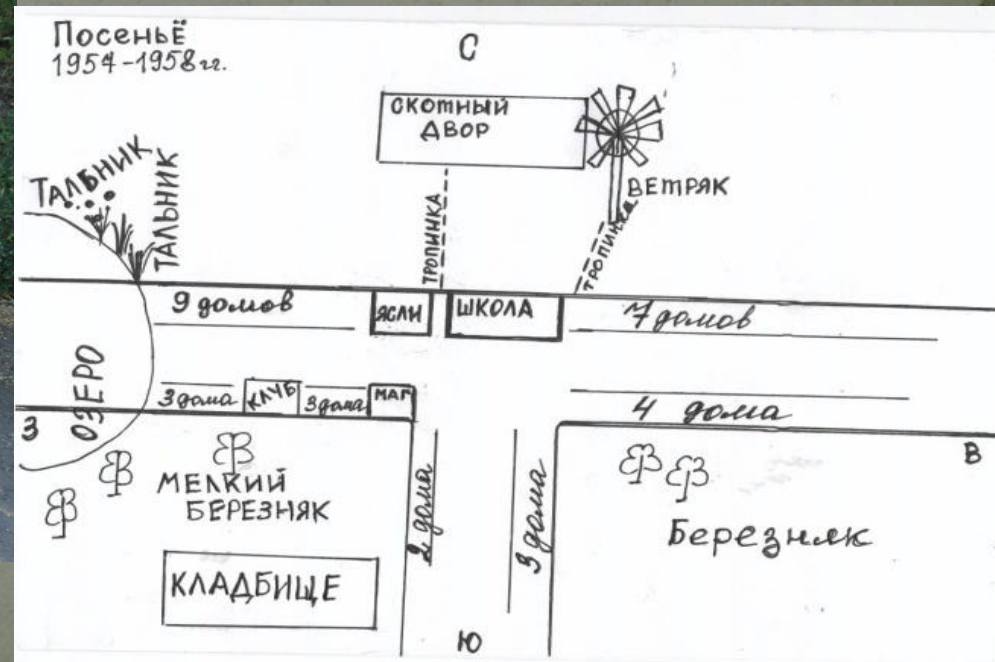 Посеньё
1954-1958гг.
С
СКОТНЫЙ
ДВОР
ВЕТРЯК
ТАЛЬНИК
ТАЛЬНИК
ТРОПИНКА
ТРОПИНКА
9 домов
ЯСЛИ
ШКОЛА
7 домов
ОЗЕРО
3 дома
КЛУБ
3 дома
МАГ
4 дома
З
В
МЕЛКИЙ
БЕРЕЗНЯК
2 дома
3 дома
Березняк
КЛАДБИЩЕ
Ю